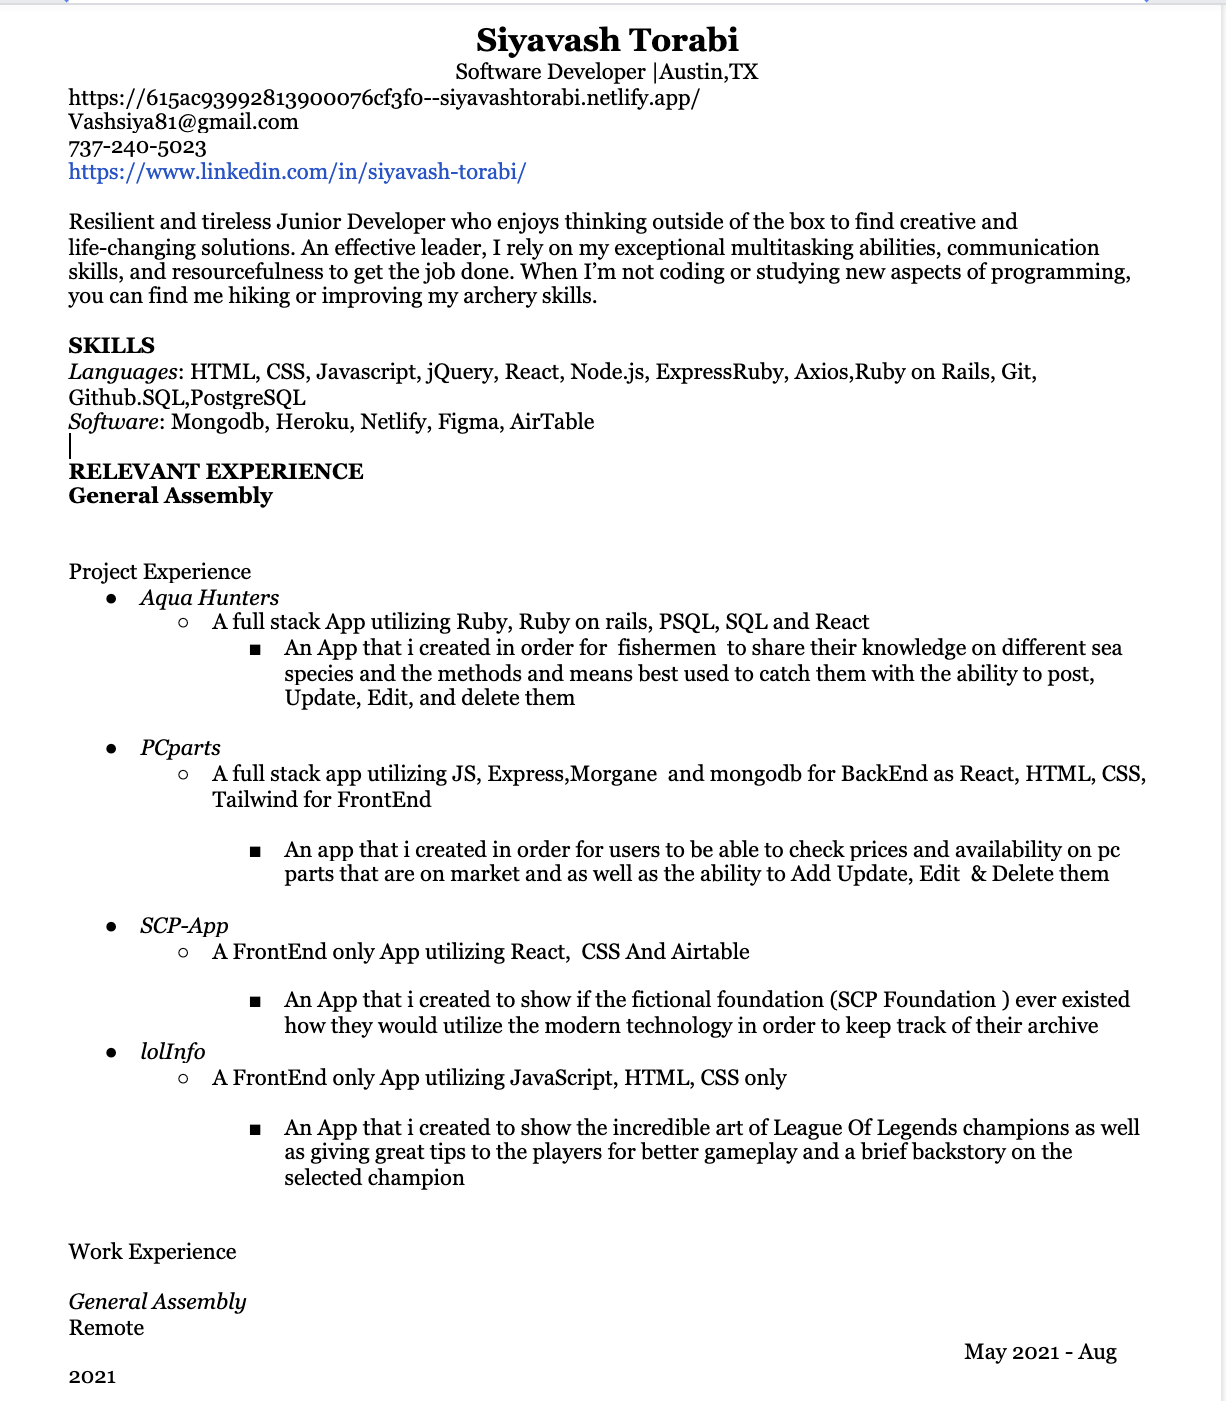 Siyavash Torabi
Software Developer |Austin,TX
https://615ac93992813900076cf3f0--siyavashtorabi.netlify.app/
Vashsiya81@gmail.com
737-240-5023
https://www.linkedin.com/in/siyavash-torabi/
Resilient and tireless Junior Developer who enjoys thinking outside of the box to find creative and
life-changing solutions. An effective leader, I rely on my exceptional multitasking abilities, communication
skills, and resourcefulness to get the job done. When I’m not coding or studying new aspects of programming,
you can find me hiking or improving my archery skills.
SKILLS
Languages: HTML, CSS, Javascript, jQuery, React, Node.js, ExpressRuby, Axios,Ruby on Rails, Git,
Github.SQL,PostgreSQL
Software: Mongodb, Heroku, Netlify, Figma, AirTable
RELEVANT EXPERIENCE
General Assembly
Project Experience
● Aqua Hunters
○ A full stack App utilizing Ruby, Ruby on rails, PSQL, SQL and React
■ An App that i created in order for  fishermen  to share their knowledge on different sea
species and the methods and means best used to catch them with the ability to post,
Update, Edit, and delete them
● PCparts
○ A full stack app utilizing JS, Express,Morgane  and mongodb for BackEnd as React, HTML, CSS,
Tailwind for FrontEnd
■ An app that i created in order for users to be able to check prices and availability on pc
parts that are on market and as well as the ability to Add Update, Edit  & Delete them
● SCP-App
○ A FrontEnd only App utilizing React,  CSS And Airtable
■ An App that i created to show if the fictional foundation (SCP Foundation ) ever existed
how they would utilize the modern technology in order to keep track of their archive
● lolInfo
○ A FrontEnd only App utilizing JavaScript, HTML, CSS only
■ An App that i created to show the incredible art of League Of Legends champions as well
as giving great tips to the players for better gameplay and a brief backstory on the
selected champion
Work Experience
General Assembly
Remote
May 2021 - Aug
2021